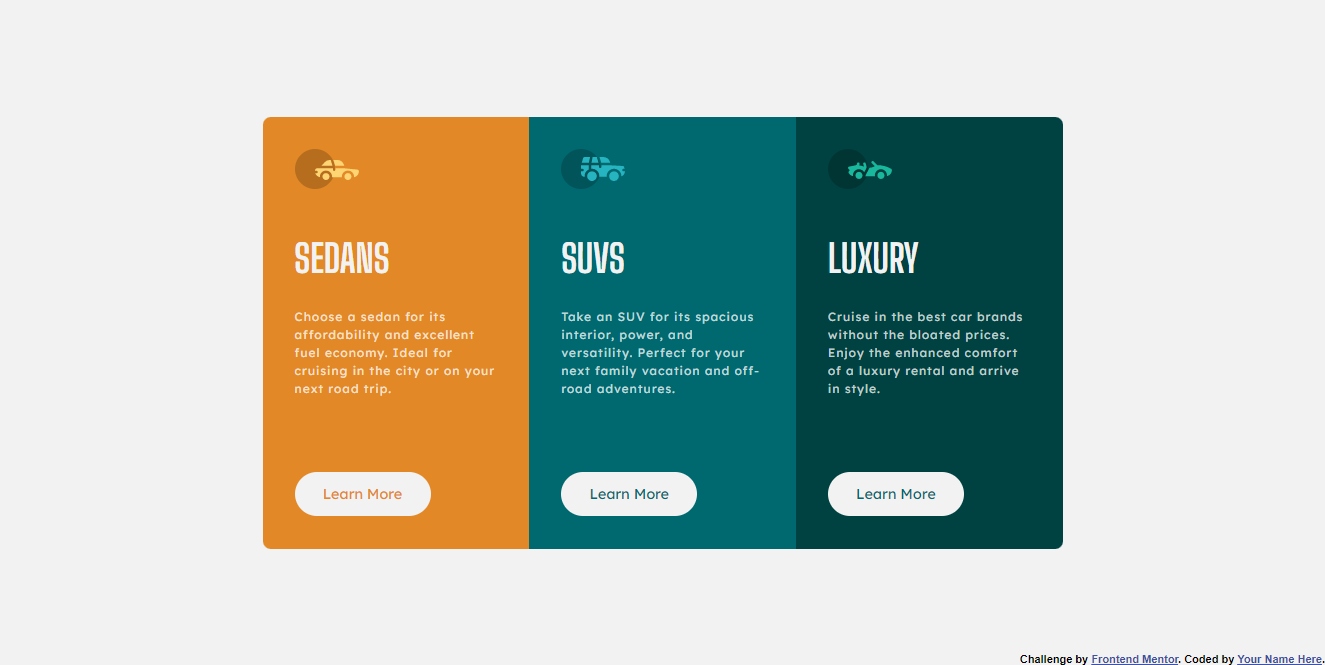 SEDANS
Choose a sedan for its
affordability and excellent
fuel economy. Ideal for
cruising in the city or on your
next road trip.
Learn More
SUVS
Take an SUV for its spacious
interior, power, and
versatility. Perfect for your
next family vacation and off-
road adventures.
Learn More
LUXURY
Cruise in the best car brands
without the bloated prices.
Enjoy the enhanced comfort
of a luxury rental and arrive
in style.
Learn More
Challenge by Frontend Mentor. Coded by Your Name Here.